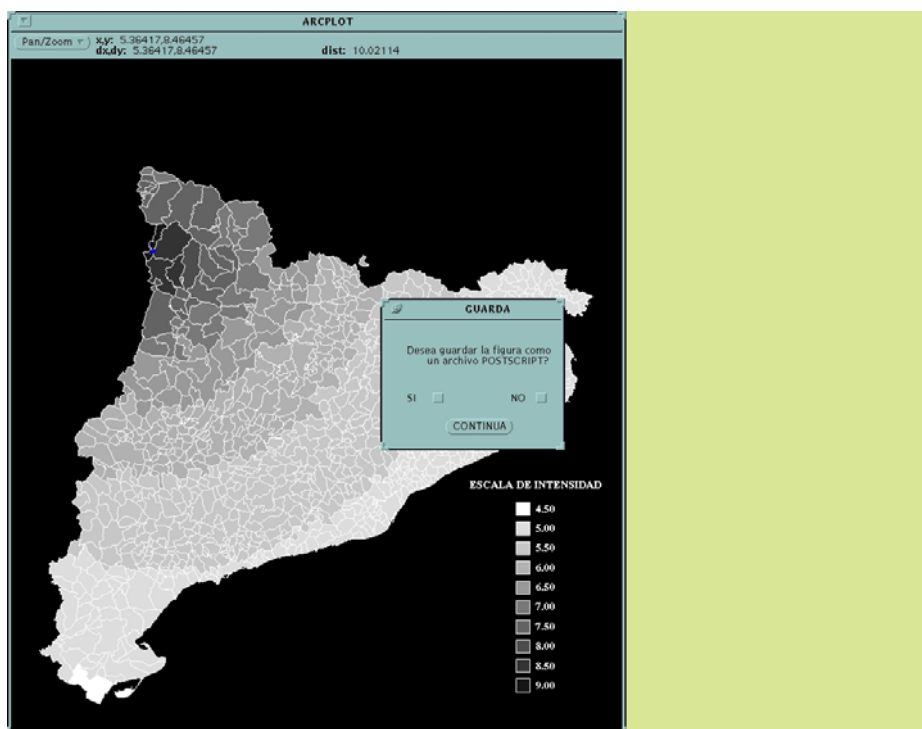 ARCPLOT
Pan/Zoom x,y: 5.36417,8.46457
dx,dy: 5.36417,8.46457 dist: 10.02114
GUARDA
Desea guardar la figura como
un archivo POSTSCRIPT?
SI NO
CONTINUA
ESCALA DE INTENSIDAD
4.50
5.00
5.50
6.00
6.50
7.00
7.50
8.00
8.50
9.00